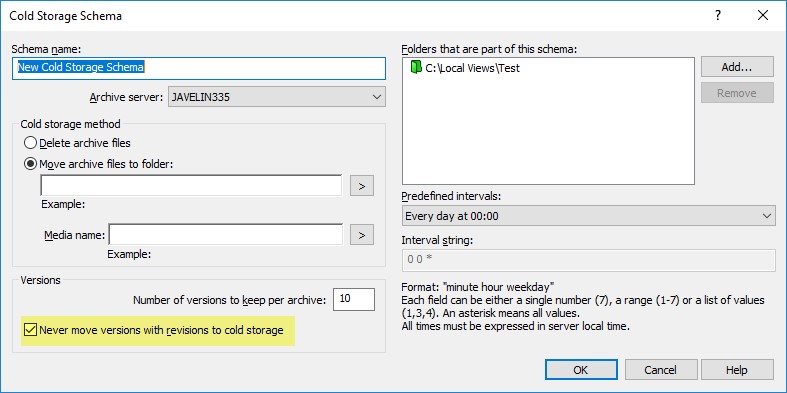 Cold Storage Schema
Schema name:
New Cold Storage Schema
Archive server: JAVELIN335
Cold storage method
Delete archive files
Move archive files to folder:
>
Example:
Media name: >
Example:
Versions
Number of versions to keep per archive: 10
Never move versions with revisions to cold storage
Folders that are part of this schema:
C:\Local Views\Test
Add...
Remove
Predefined intervals:
Every day at 00:00
Interval string:
0 0 *
Format: "minute hour weekday"
Each field can be either a single number (7), a range (1-7) or a list of values
(1,3,4). An asterisk means all values.
All times must be expressed in server local time.
OK Cancel Help